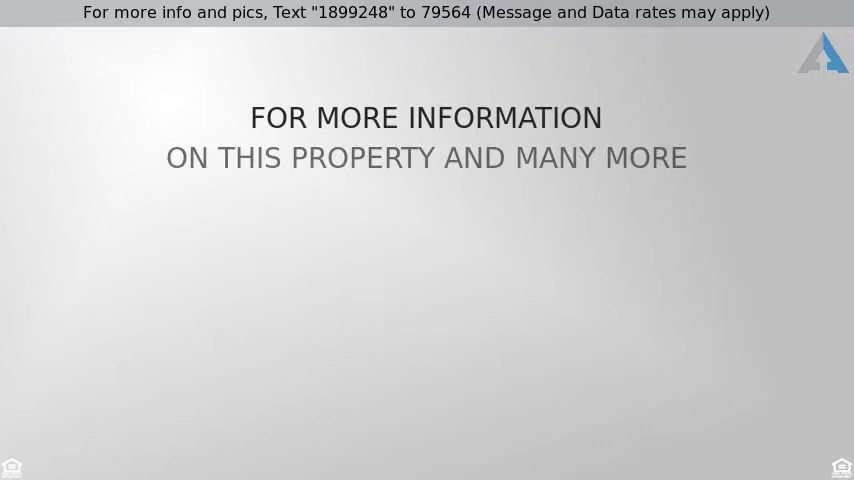 For more info and pics, Text "1899248" to 79564 (Message and Data rates may apply)
FOR MORE INFORMATION
ON THIS PROPERTY AND MANY MORE